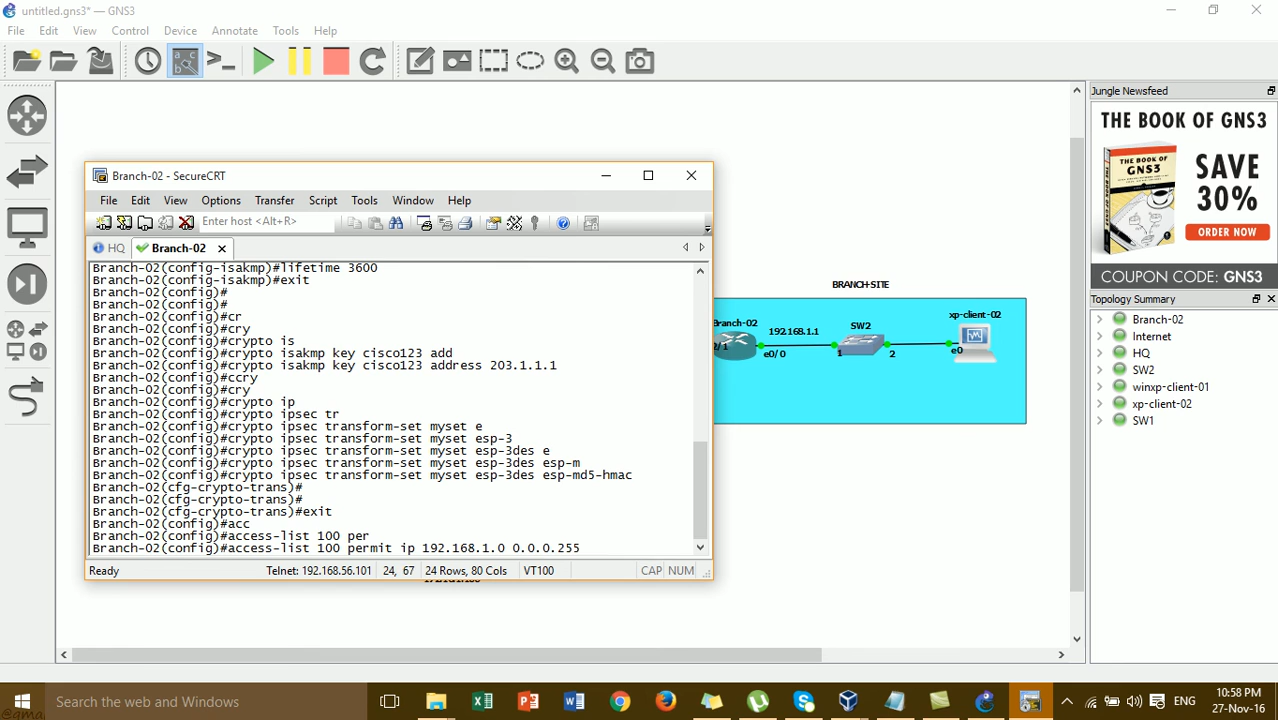 untitled.gns3* — GNS3
File Edit View Control Device Annotate Tools Help
Jungle Newsfeed
THE BOOK OF GNS3
THE BOOK
OF GNS3
SAVE
30%
ORDER NOW
COUPON CODE: GNS3
Topology Summary
Branch-02
Internet
HQ
SW2
winxp-client-01
xp-client-02
SW1
BRANCH-SITE
Branch-02
192.168.1.1
SW2
xp-client-02
2/1
e0/0
1
2
e0
Branch-02 - SecureCRT
File Edit View Options Transfer Script Tools Window Help
Enter host <Alt+R>
HQ
Branch-02
Branch-02(config-isakmp)#lifetime 3600
Branch-02(config-isakmp)#exit
Branch-02(config)#
Branch-02(config)#
Branch-02(config)#cr
Branch-02(config)#cry
Branch-02(config)#crypto is
Branch-02(config)#crypto isakmp key cisco123 add
Branch-02(config)#crypto isakmp key cisco123 address 203.1.1.1
Branch-02(config)#ccry
Branch-02(config)#cry
Branch-02(config)#crypto ip
Branch-02(config)#crypto ipsec tr
Branch-02(config)#crypto ipsec transform-set myset e
Branch-02(config)#crypto ipsec transform-set myset esp-3
Branch-02(config)#crypto ipsec transform-set myset esp-3des e
Branch-02(config)#crypto ipsec transform-set myset esp-3des esp-m
Branch-02(config)#crypto ipsec transform-set myset esp-3des esp-md5-hmac
Branch-02(cfg-crypto-trans)#
Branch-02(cfg-crypto-trans)#
Branch-02(cfg-crypto-trans)#exit
Branch-02(config)#acc
Branch-02(config)#access-list 100 per
Branch-02(config)#access-list 100 permit ip 192.168.1.0 0.0.0.255
Ready Telnet: 192.168.56.101 24, 67 24 Rows, 80 Cols VT100 CAP NUM
Search the web and Windows
ENG
10:58 PM
27-Nov-16